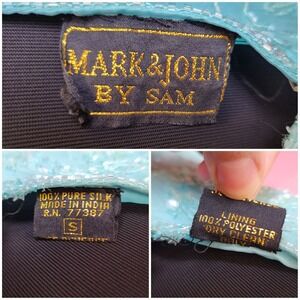 MARK&JOHN
BY SAM
100% PURE SILK
MADE IN INDIA
R.N. 77387
S
LINING
100% POLYESTER
DRY CLEAN